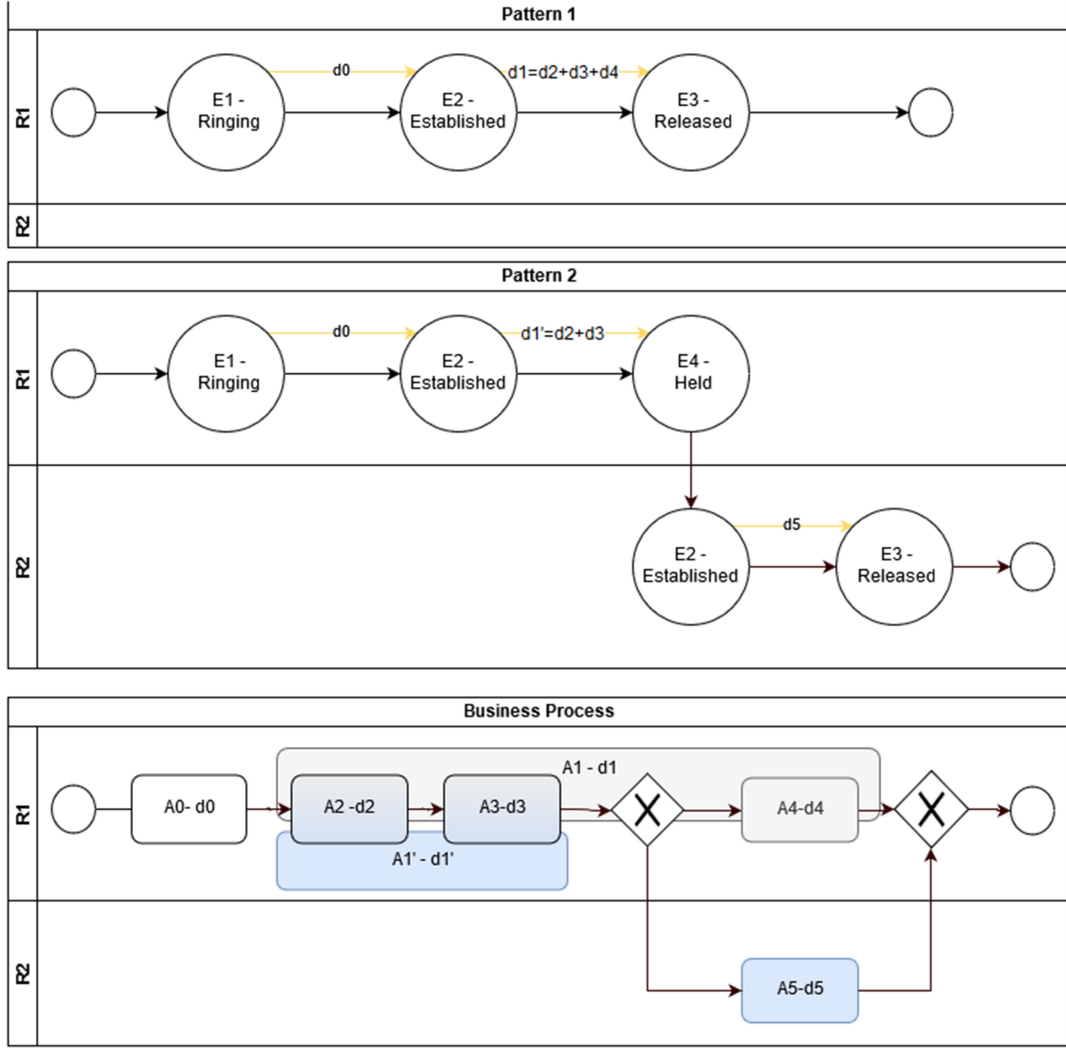 Pattern 1
R1
E1 -
Ringing
d0
E2 -
Established
d1=d2+d3+d4
E3 -
Released
R2
Pattern 2
R1
E1 -
Ringing
d0
E2 -
Established
d1'=d2+d3
E4 -
Held
R2
E2 -
Established
d5
E3 -
Released
Business Process
R1
A1 - d1
A0- d0
A2 -d2
A3-d3
X
A4-d4
X
A1' - d1'
R2
A5-d5